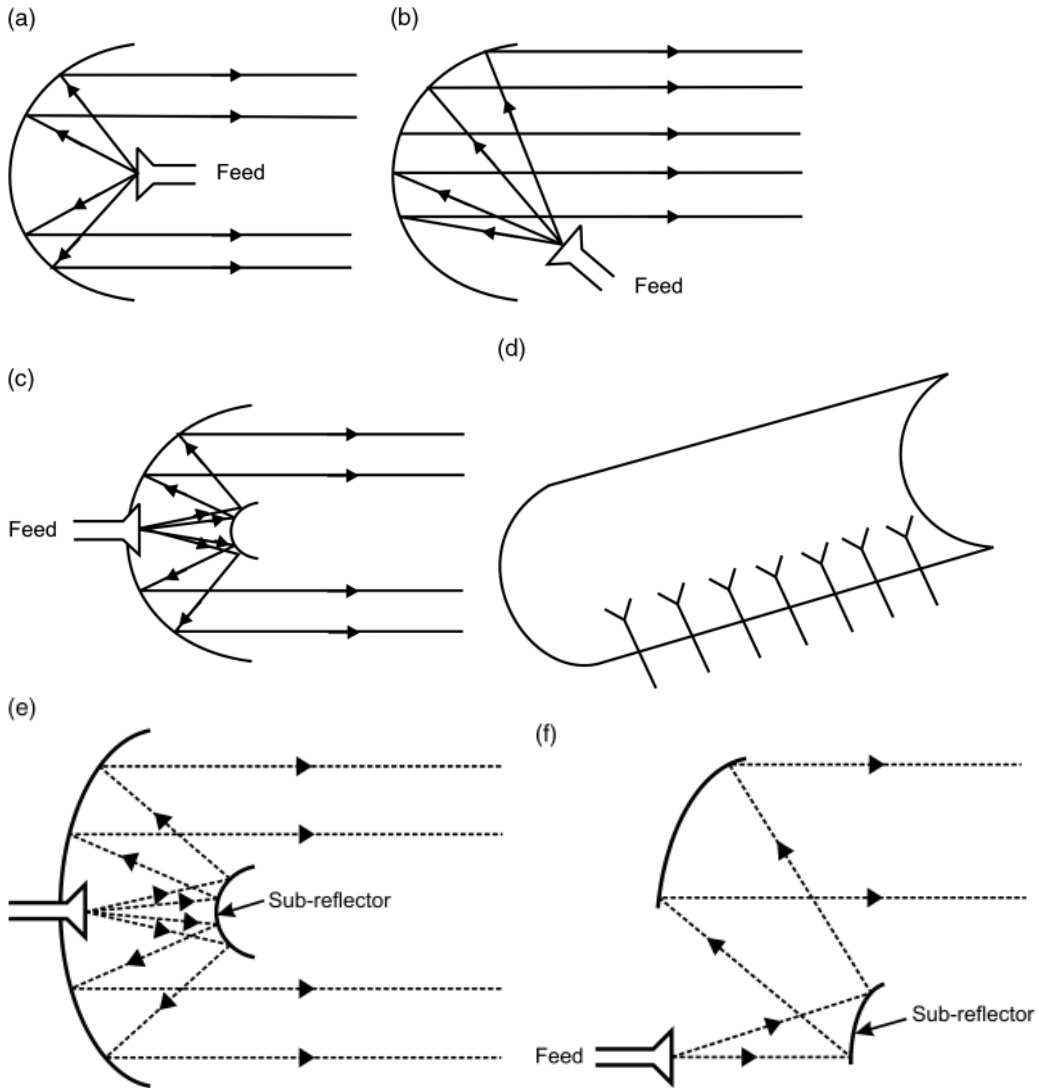 (a)
(b)
Feed
Feed
(c)
(d)
Feed
(e)
(f)
Sub-reflector
Sub-reflector
Feed